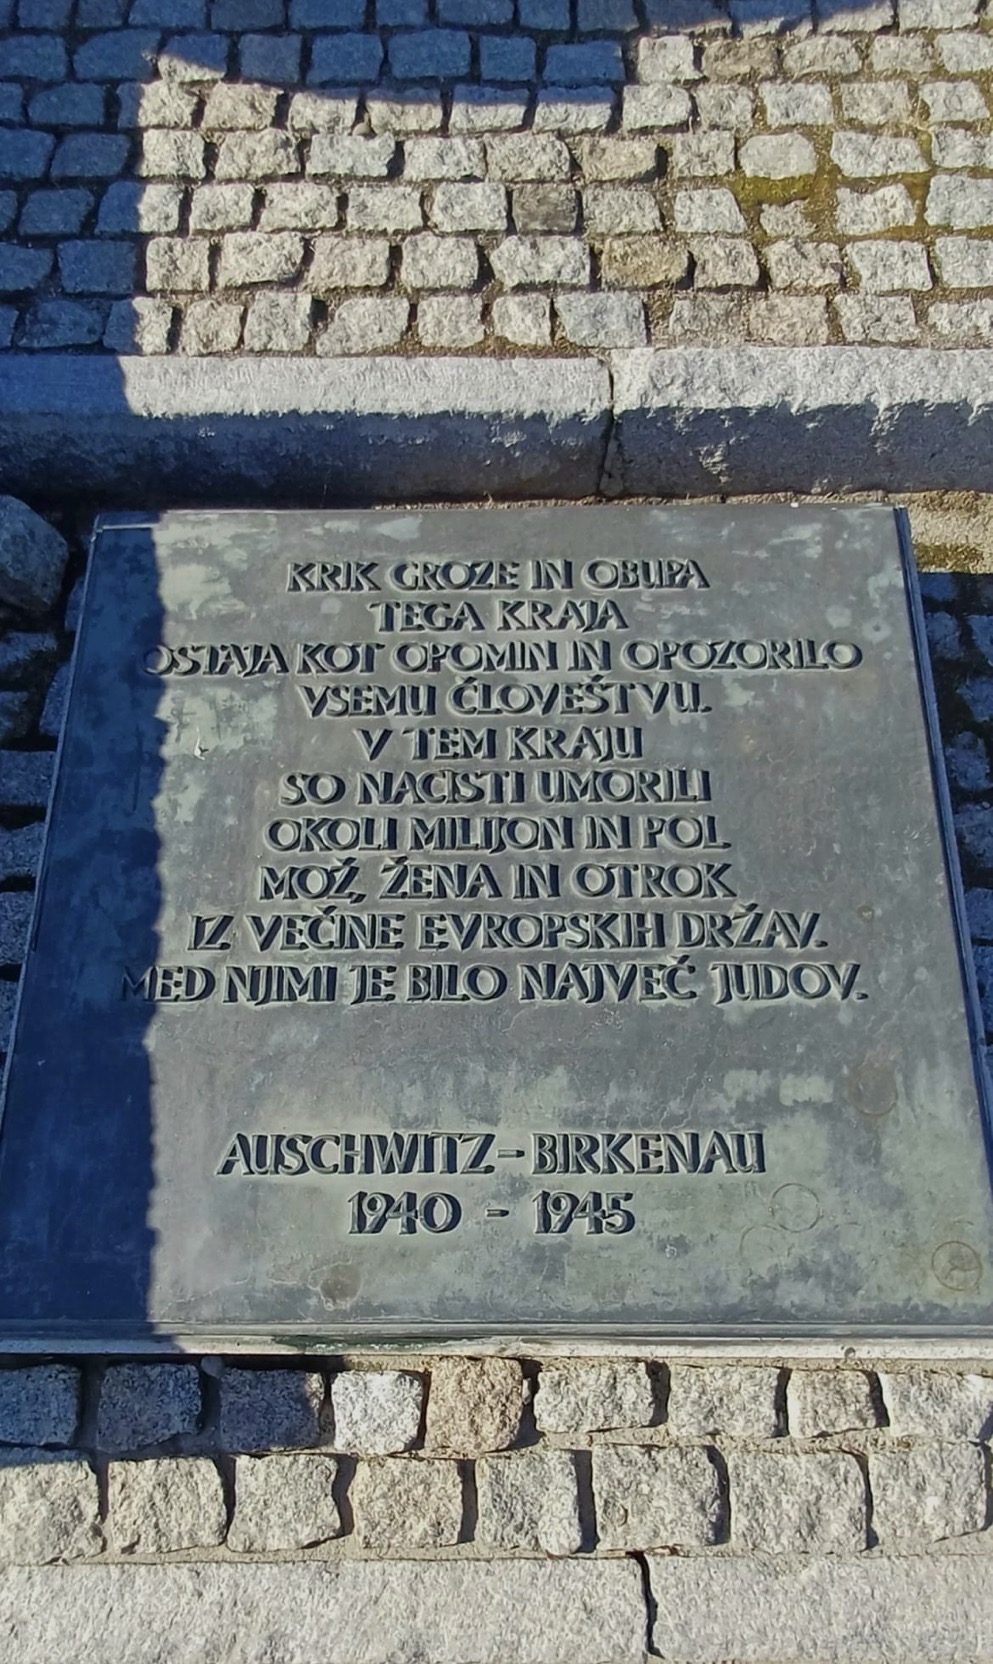 KRIK GROZE IN OBUPA
TEGA KRAJA
OSTAJA KOT OPOMIN IN OPOZORILO
VSEMU ČLOVEŠTVU.
V TEM KRAJU
SO NACISTI UMORILI
OKOLI MILIJON IN POL
MOŽ, ŽENA IN OTROK
IZ VEČINE EVROPSKIH DRŽAV.
MED NJIMI JE BILO NAJVEČ JUDOV.
AUSCHWITZ-BIRKENAU
1940 - 1945